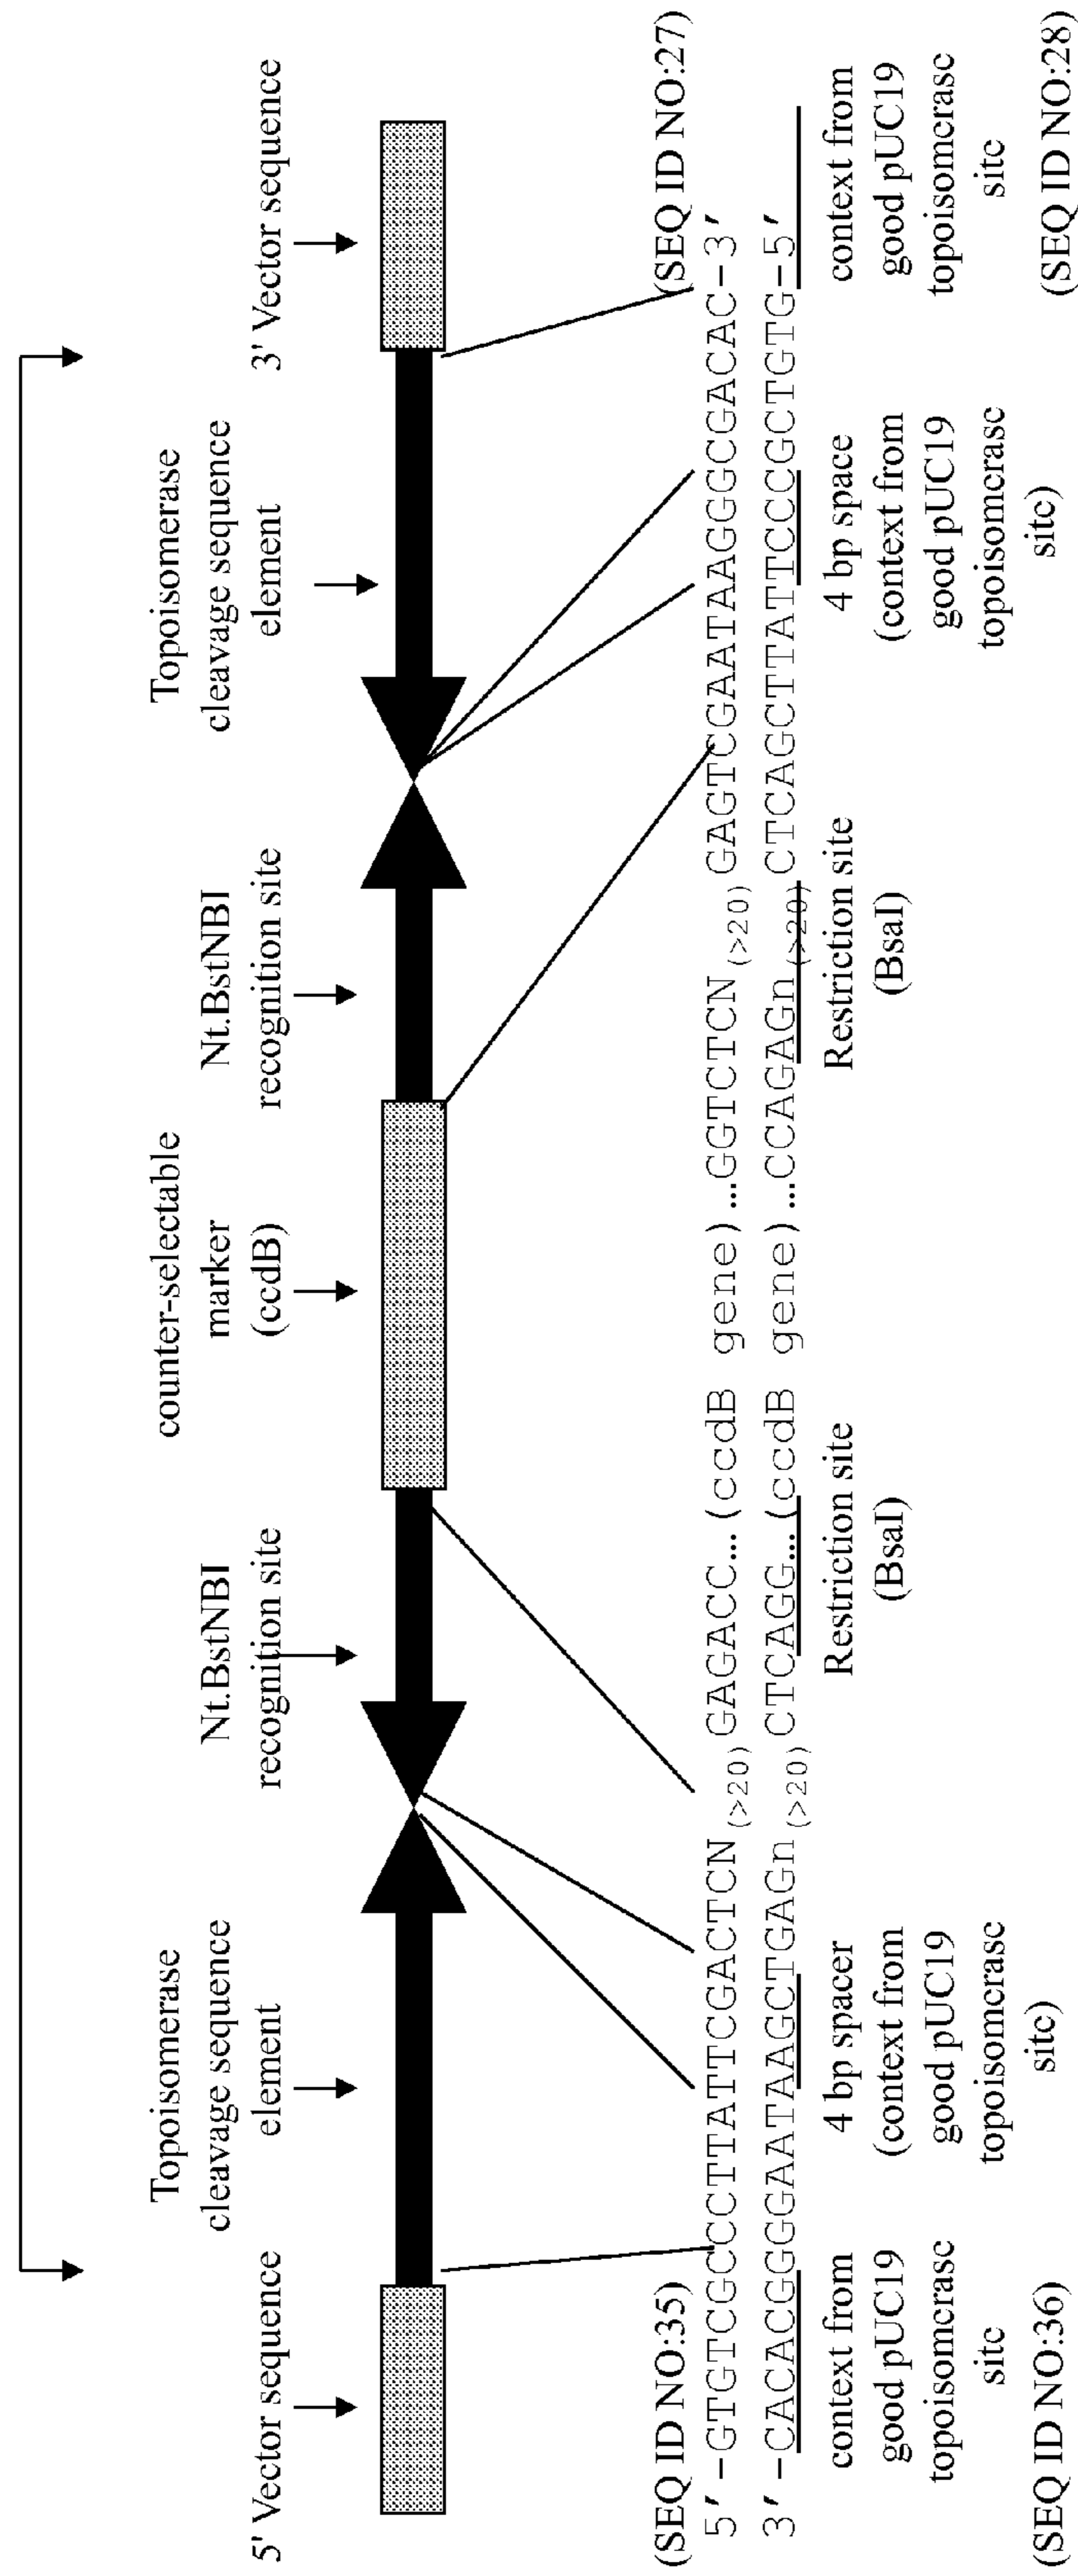 5' Vector sequence
Topoisomerase
cleavage sequence
element
Nt.BstNBI
recognition site
counter-selectable
marker
(ccdB)
Nt.BstNBI
recognition site
Topoisomerase
cleavage sequence
element
3' Vector sequence
(SEQ ID NO:35)
(SEQ ID NO:27)
5'-GTGTCGCCCTTATTCGACTCN(>20)GAGACC...(ccdB gene)...GGTCTCN(>20)GAGTCGAATAAGGGCGACAC-3'
3'-CACACGGGGAATAAGCTGAGn(>20)CTCAGG...(ccdB gene)...CCAGAGn(>20)CTCAGCTTATTCCCGCTGTG-5'
context from
good pUC19
topoisomerase
site
4 bp spacer
(context from
good pUC19
topoisomerase
site)
Restriction site
(BsaI)
Restriction site
(BsaI)
4 bp space
(context from
good pUC19
topoisomerase
site)
context from
good pUC19
topoisomerase
site
(SEQ ID NO:36)
(SEQ ID NO:28)